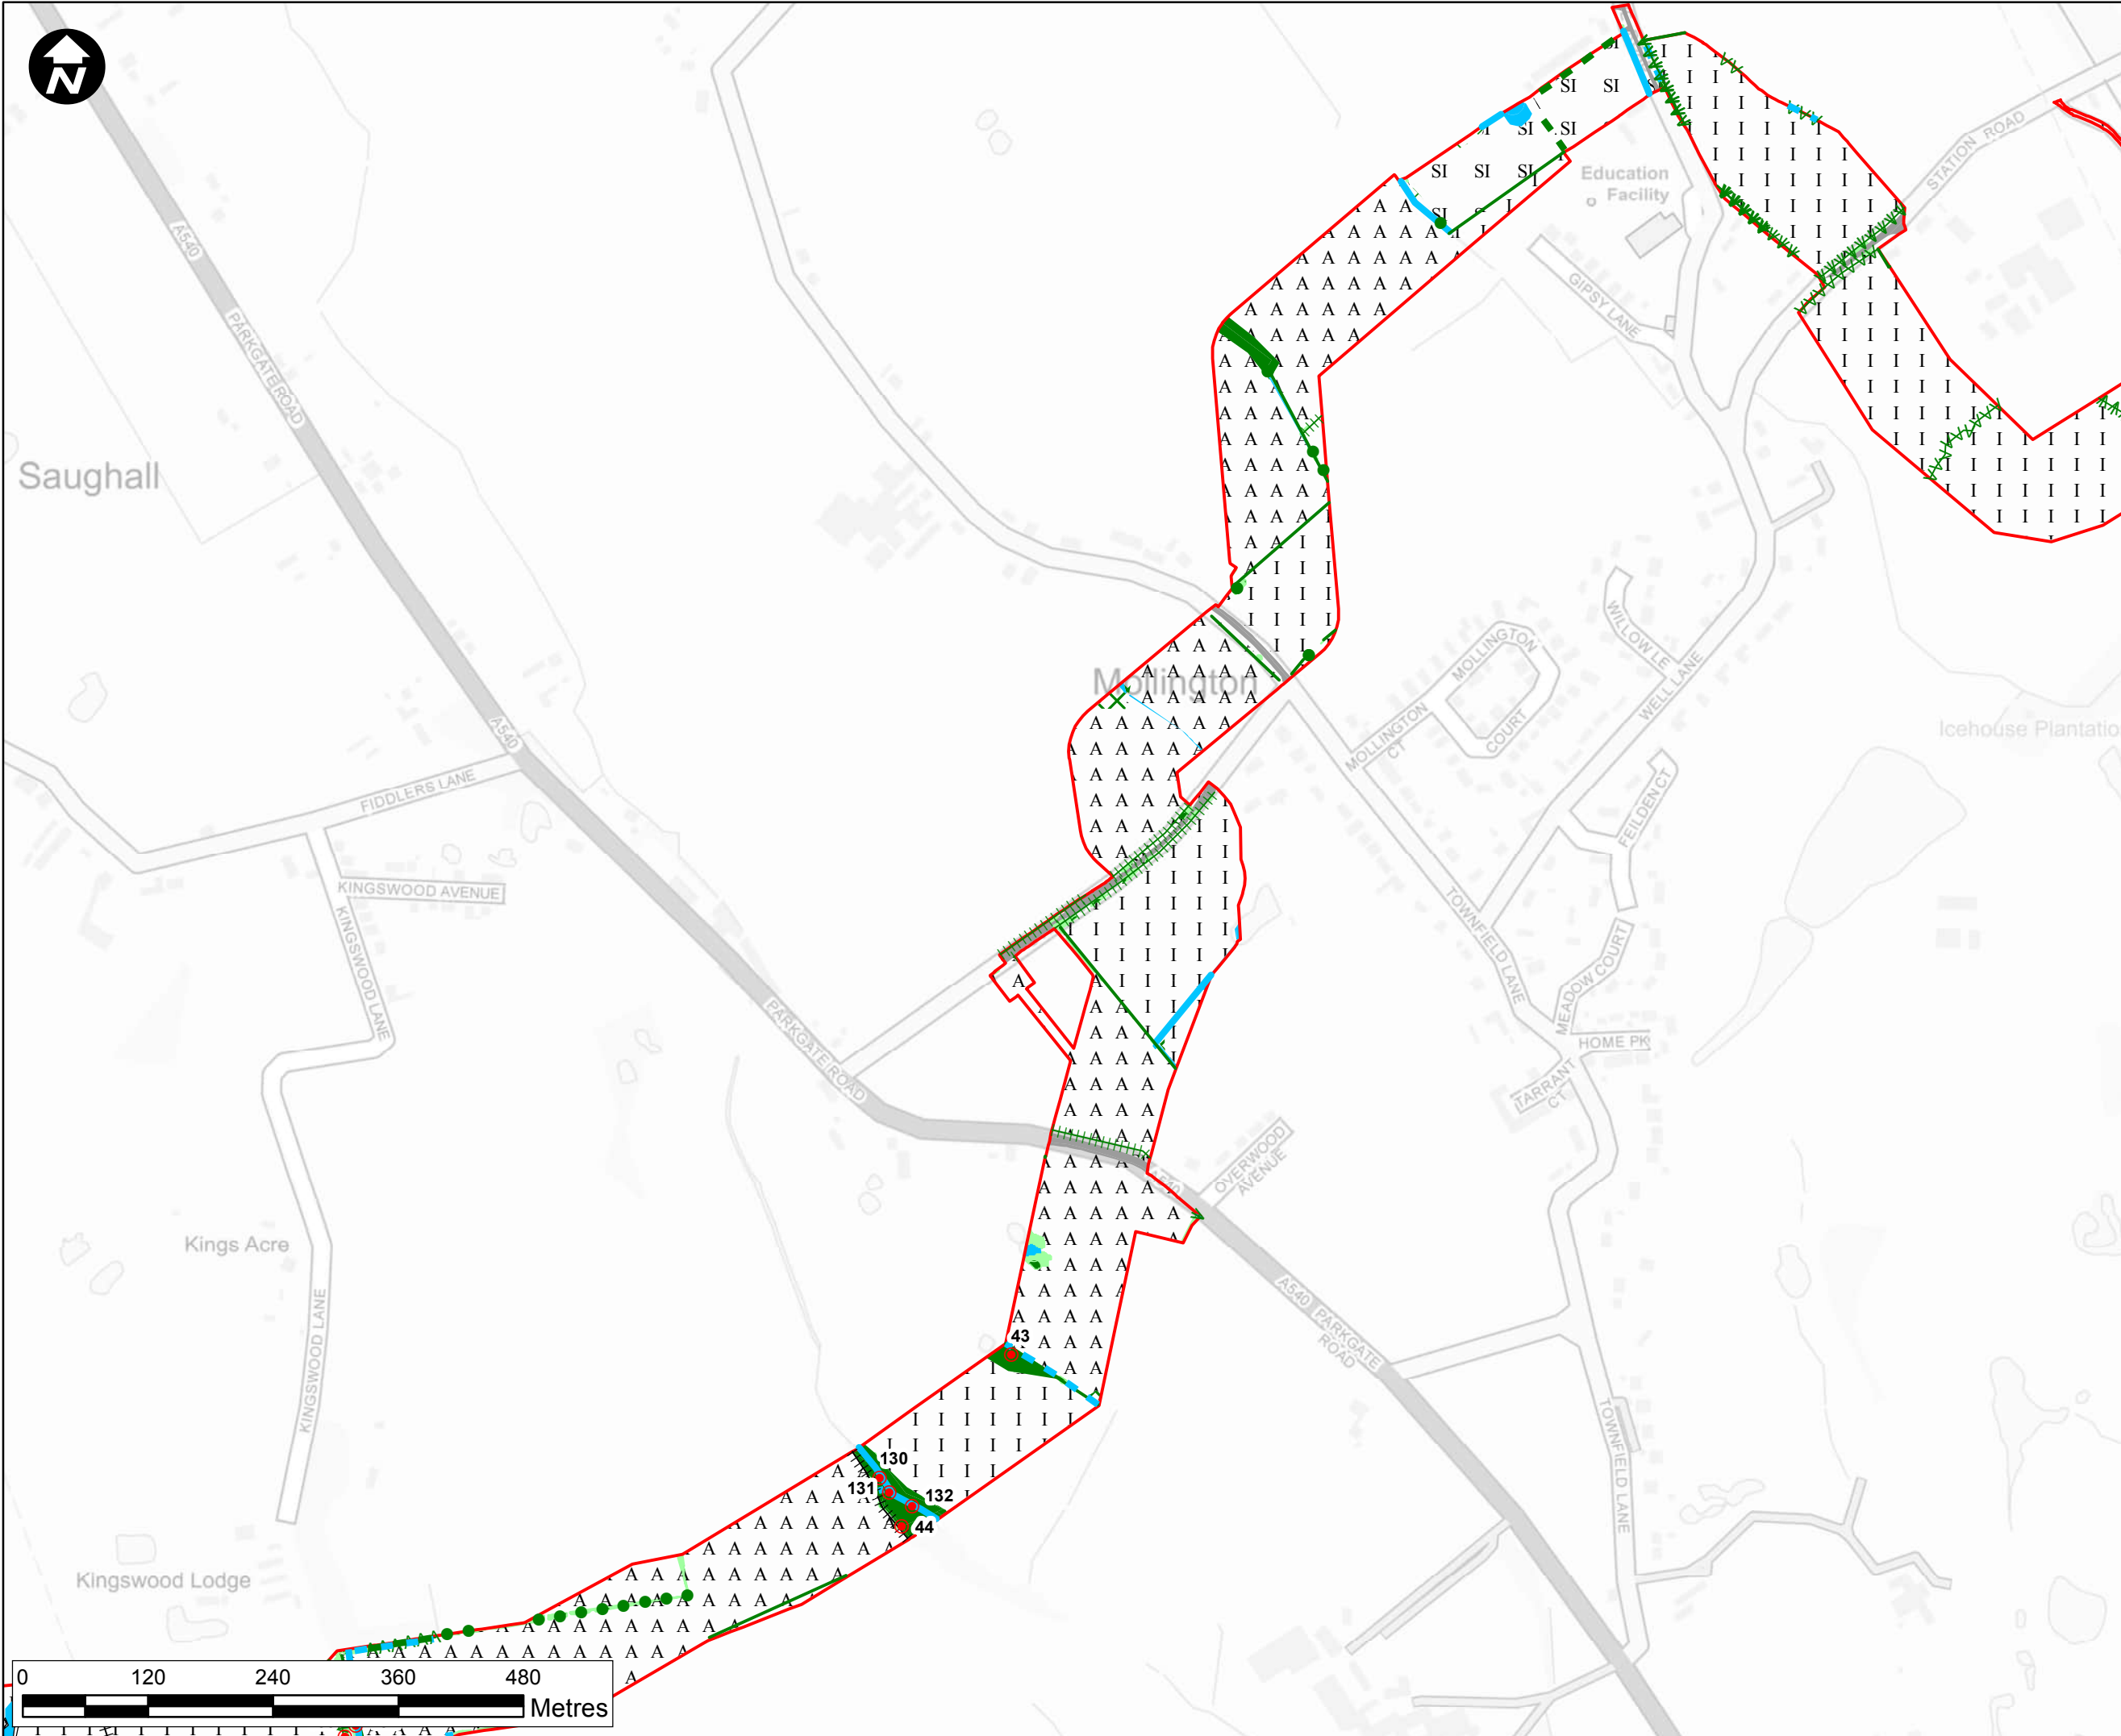 N
A540
PARKGATE ROAD
Saughall
STATION ROAD
Education
Facility
GIPSY LANE
Mollington
MOLLINGTON
COURT
MOLLINGTON
CT
WILLOW LE
WELL LANE
Icehouse Plantatio
A540
FIDDLERS LANE
FEILDEN CT
KINGSWOOD AVENUE
KINGSWOOD LANE
TOWNFIELD LANE
MEADOW COURT
PARKGATE ROAD
HOME PK
TARRANT
CT
OVERWOOD
AVENUE
Kings Acre
A540 PARKGATE
ROAD
KINGSWOOD LANE
43
TOWNFIELD LANE
130
131
132
44
Kingswood Lodge
0 120 240 360 480
Metres